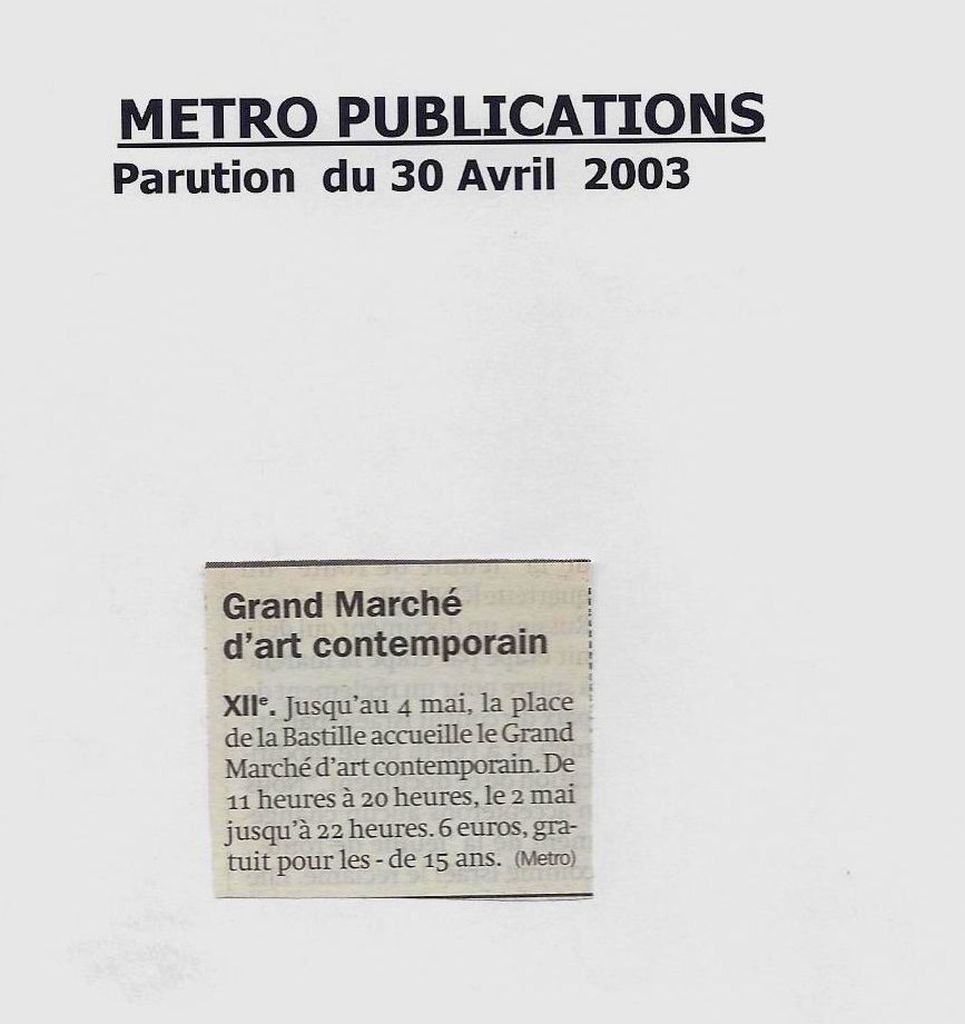 METRO PUBLICATIONS
Parution du 30 Avril 2003
Grand Marché
d'art contemporain
XIIe. Jusqu'au 4 mai, la place
de la Bastille accueille le Grand
Marché d'art contemporain. De
11 heures à 20 heures, le 2 mai
jusqu'à 22 heures. 6 euros, gra-
tuit pour les - de 15 ans. (Metro)